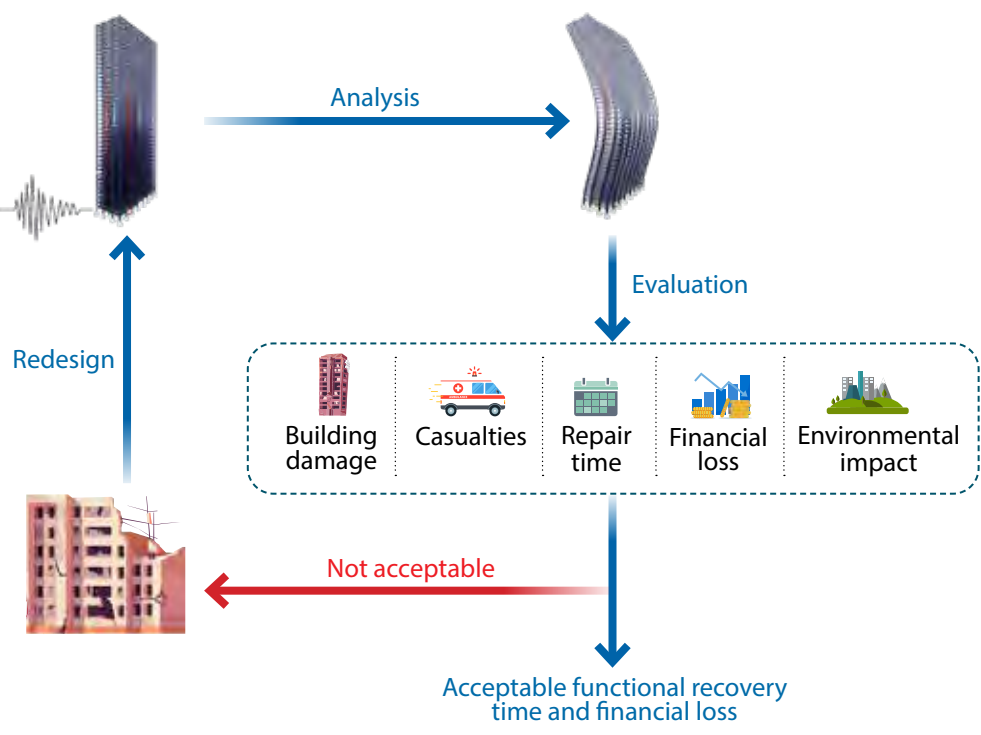 Analysis
Evaluation
Redesign
Building
damage
Casualties
Repair
time
Financial
loss
Environmental
impact
Not acceptable
Acceptable functional recovery
time and financial loss